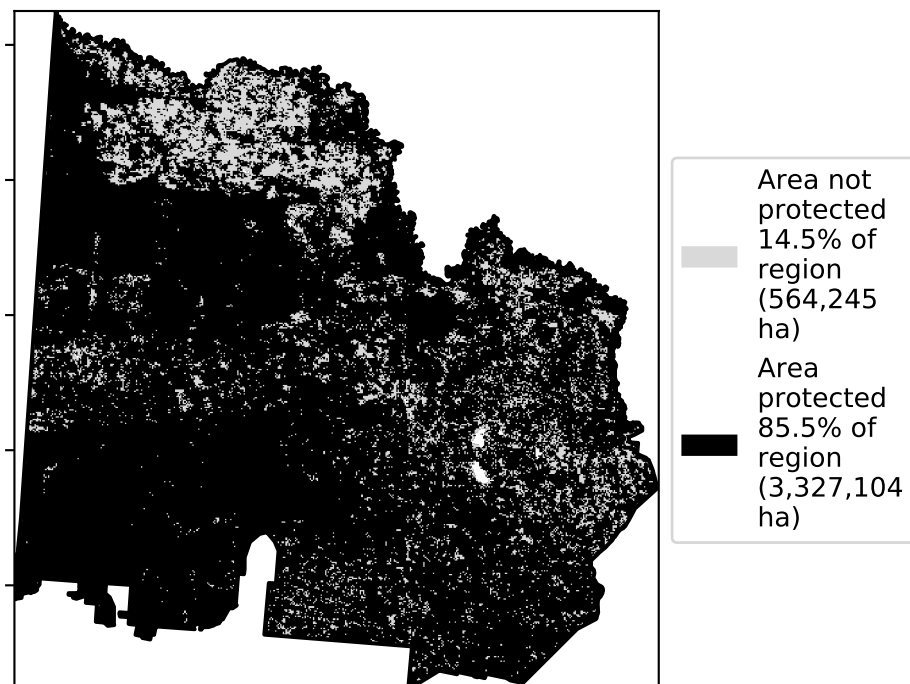 Area not
protected
14.5% of
region
(564,245
ha)
Area
protected
85.5% of
region
(3,327,104
ha)